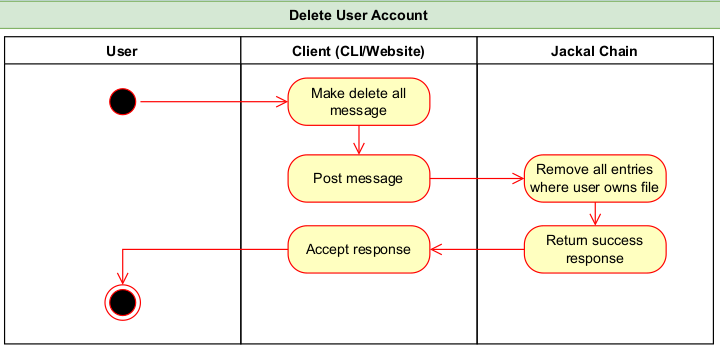 Delete User Account
User
Client (CLI/Website)
Jackal Chain
Make delete all
message
Post message
Remove all entries
where user owns file
Accept response
Return success
response